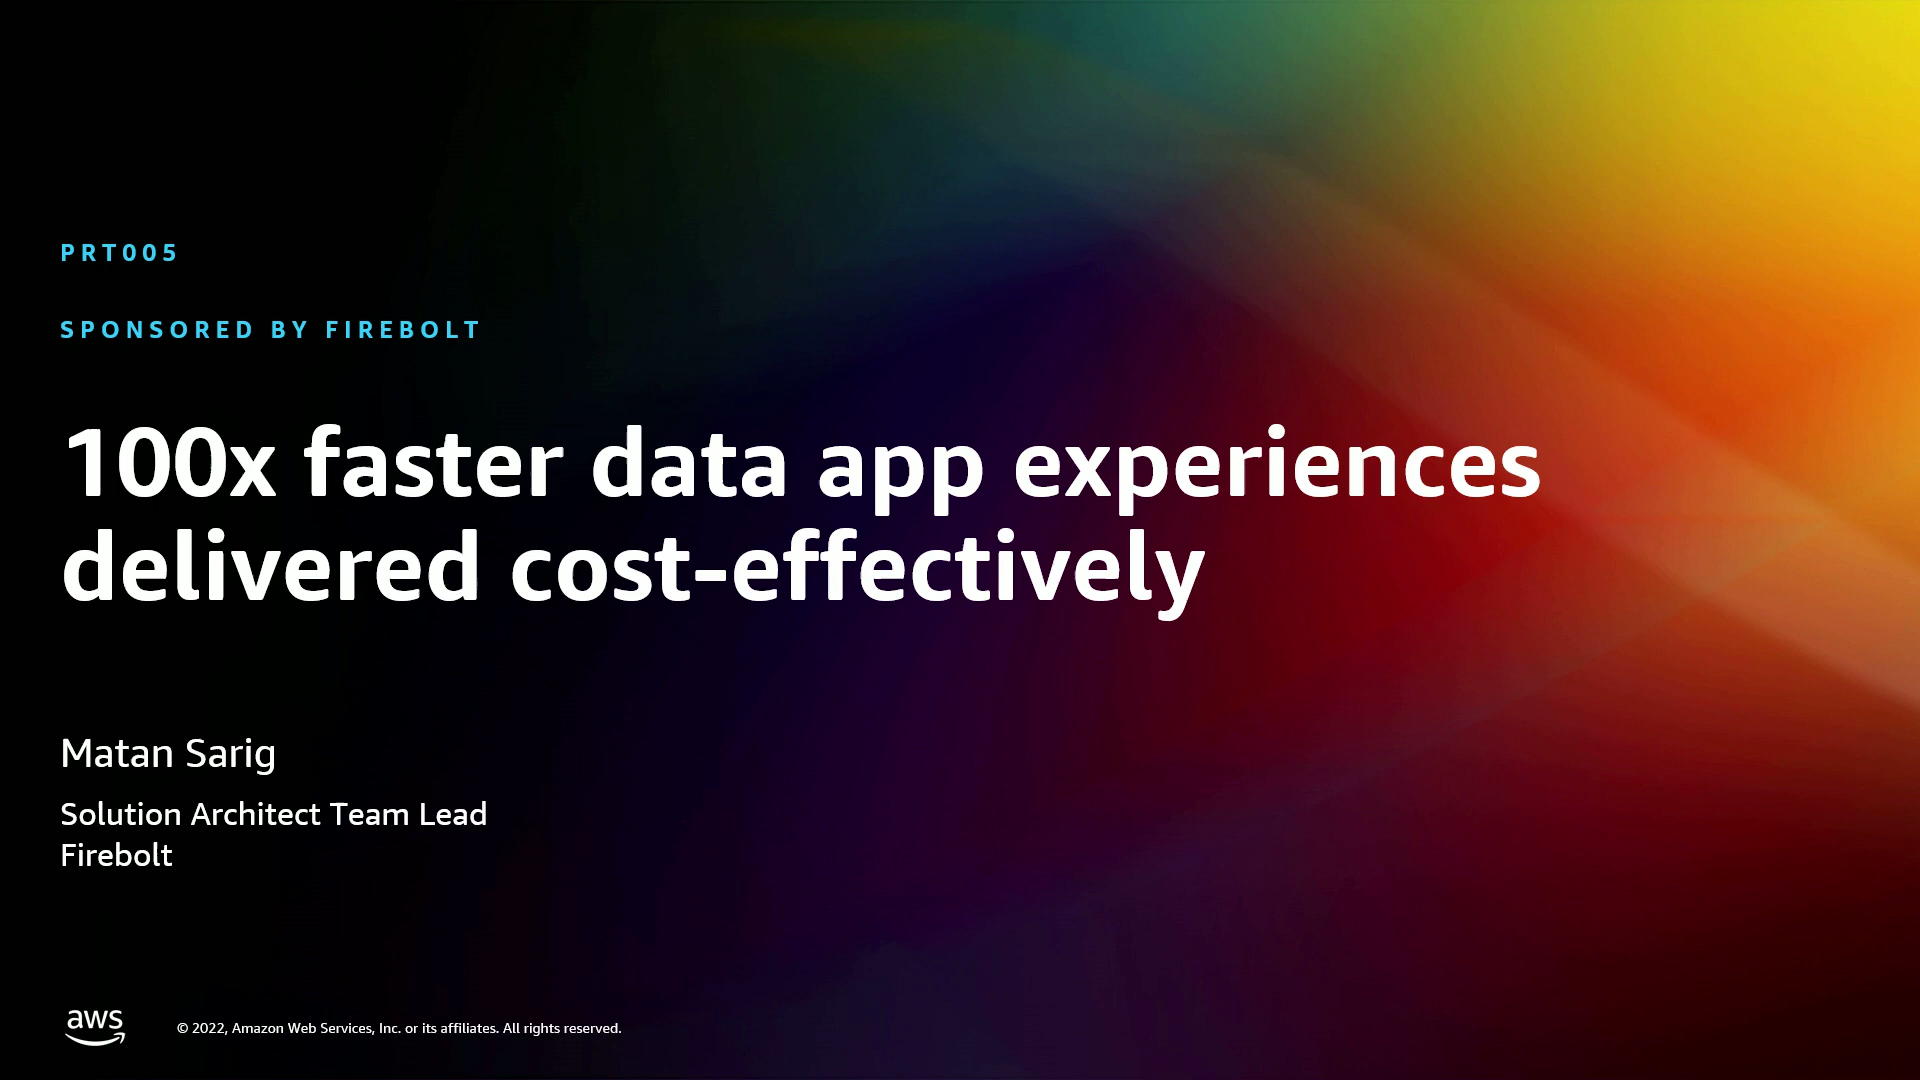 PRT005
SPONSORED BY FIREBOLT
100x faster data app experiences
delivered cost-effectively
Matan Sarig
Solution Architect Team Lead
Firebolt
aws
© 2022, Amazon Web Services, Inc. or its affiliates. All rights reserved.